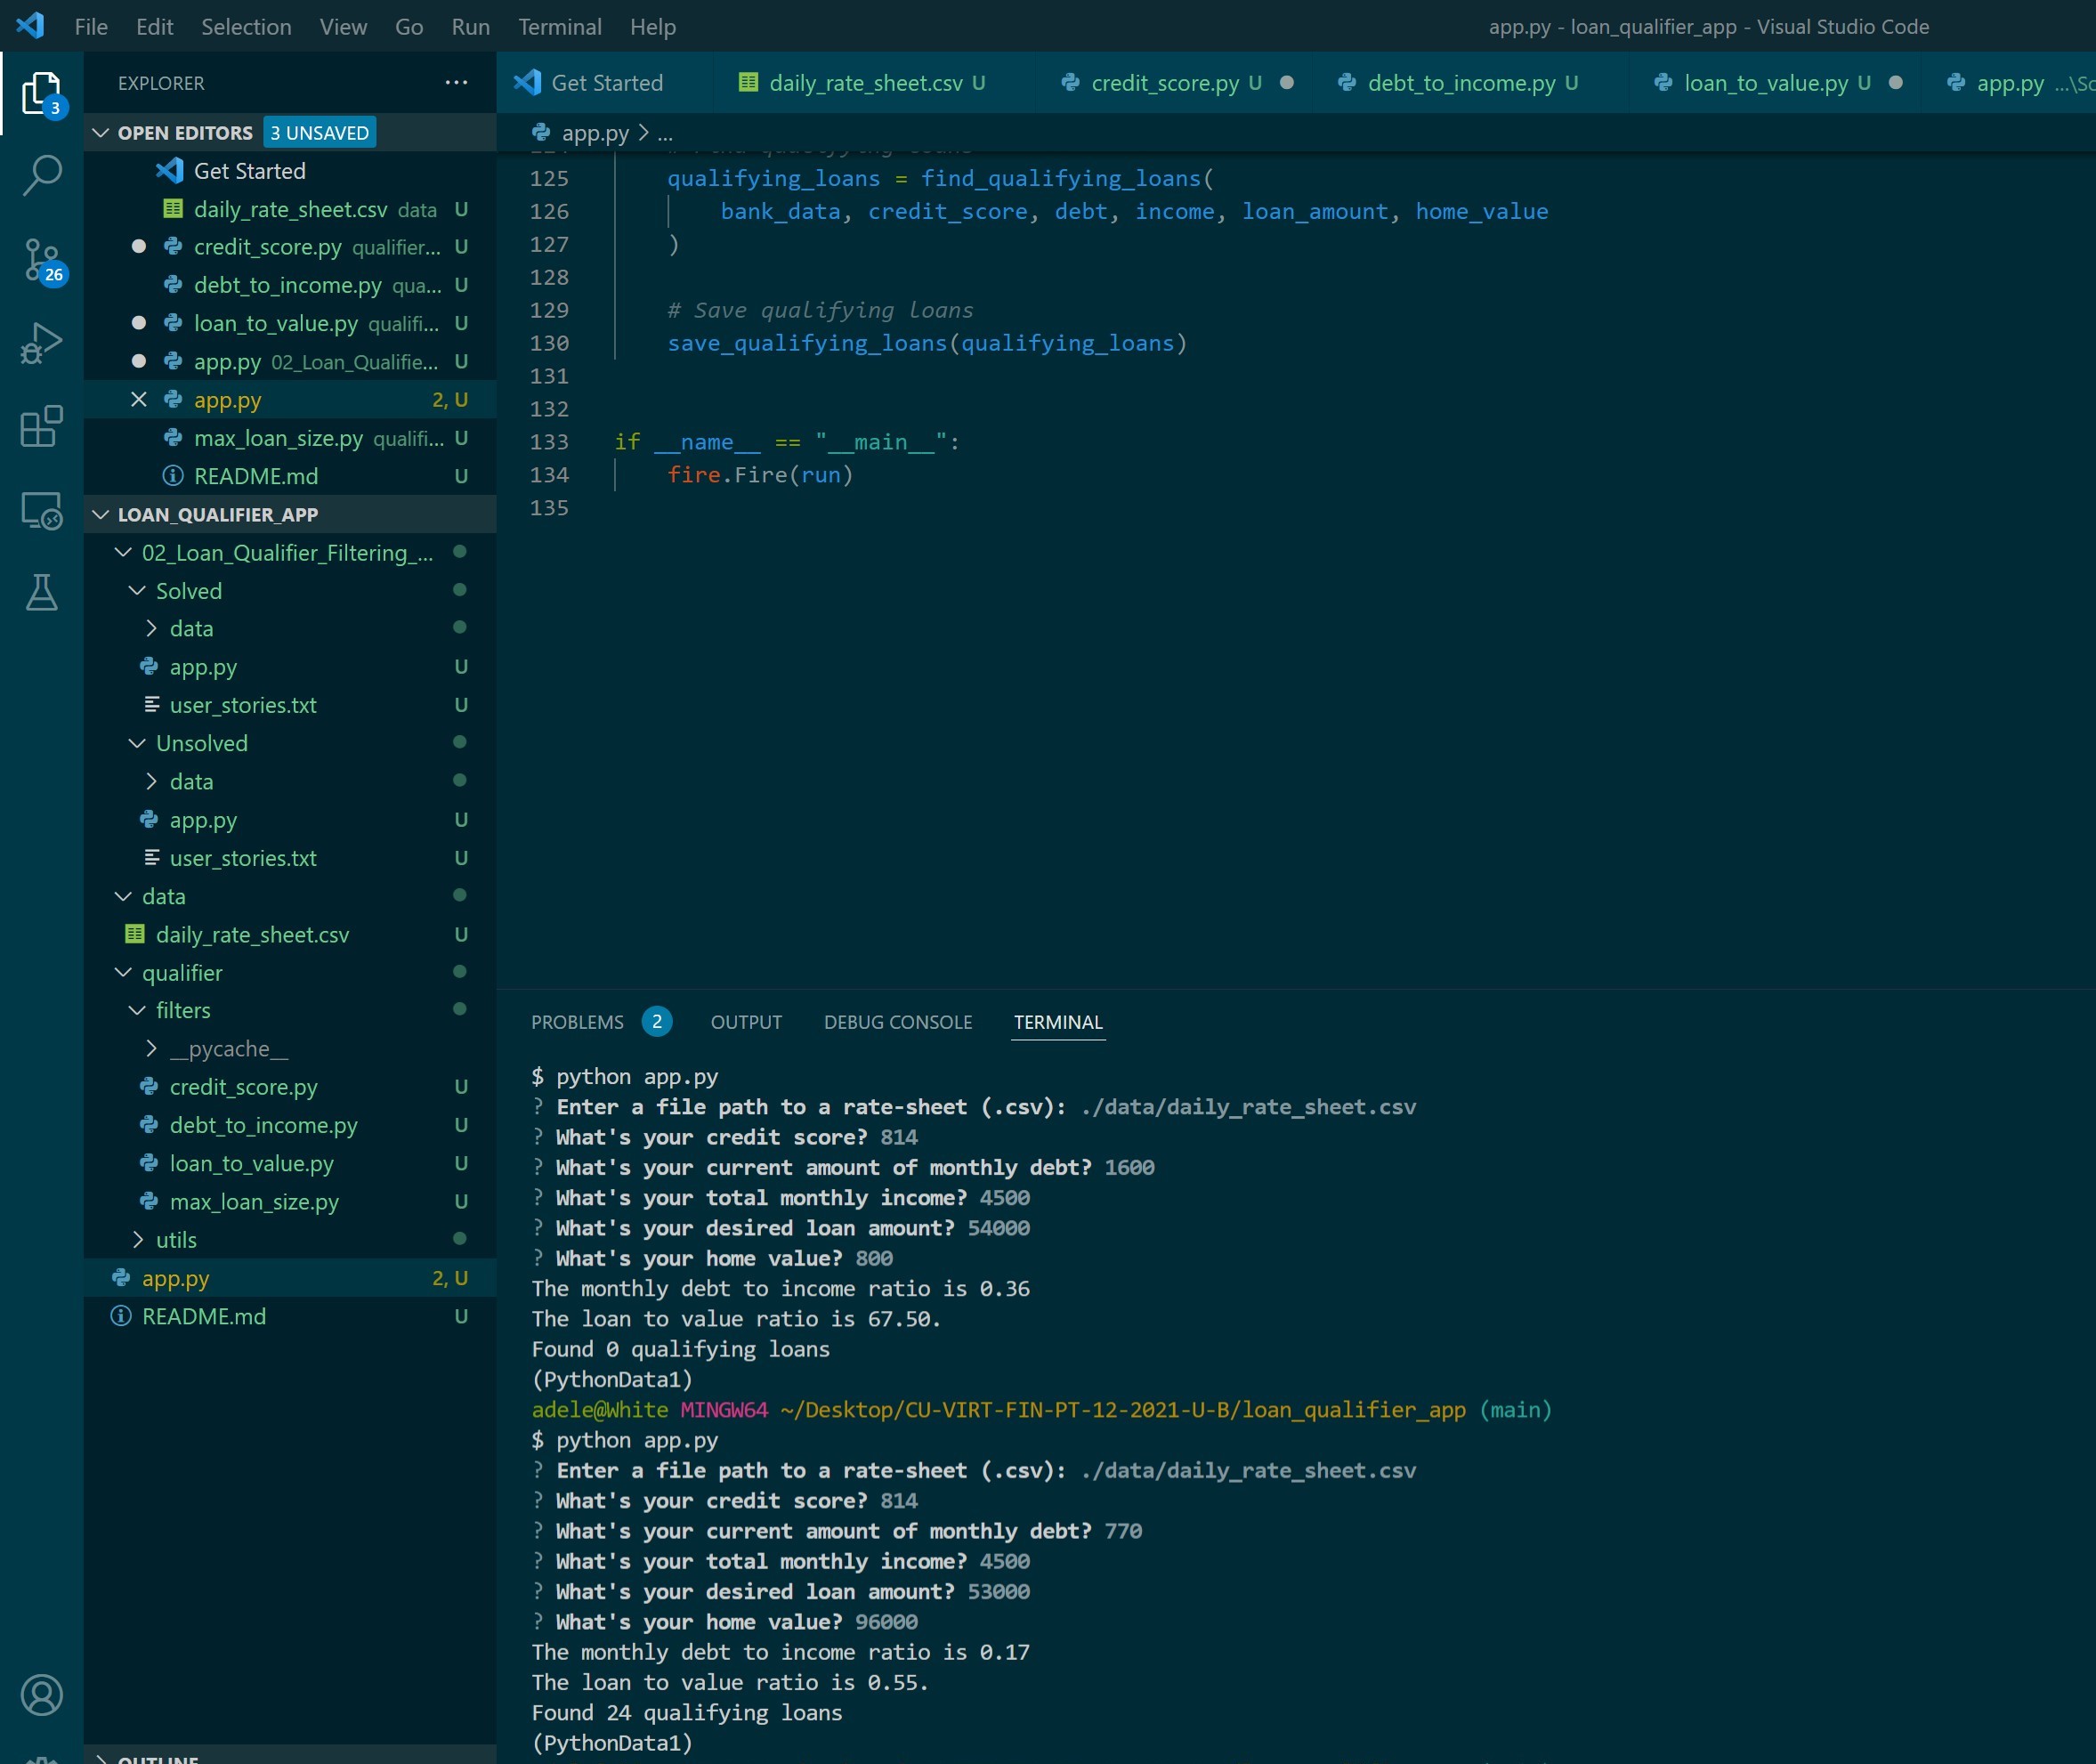 File Edit Selection View Go Run Terminal Help app.py - loan_qualifier_app - Visual Studio Code
EXPLORER ...
Get Started daily_rate_sheet.csv U credit_score.py U debt_to_income.py U loan_to_value.py U app.py ...\Sc
3
OPEN EDITORS 3 UNSAVED
app.py > ...
Get Started
daily_rate_sheet.csv data U
credit_score.py qualifier... U
26
debt_to_income.py qua... U
loan_to_value.py qualifi... U
app.py 02_Loan_Qualifie... U
app.py 2, U
max_loan_size.py qualifi... U
README.md U
LOAN_QUALIFIER_APP
02_Loan_Qualifier_Filtering_...
Solved
data
app.py U
user_stories.txt U
Unsolved
data
app.py U
user_stories.txt U
data
daily_rate_sheet.csv U
qualifier
filters
__pycache__
credit_score.py U
debt_to_income.py U
loan_to_value.py U
max_loan_size.py U
utils
app.py 2, U
README.md U
OUTLINE
125 qualifying_loans = find_qualifying_loans(
126 bank_data, credit_score, debt, income, loan_amount, home_value
127 )
128
129 # Save qualifying loans
130 save_qualifying_loans(qualifying_loans)
131
132
133 if __name__ == "__main__":
134 fire.Fire(run)
135
PROBLEMS 2 OUTPUT DEBUG CONSOLE TERMINAL
$ python app.py
? Enter a file path to a rate-sheet (.csv): ./data/daily_rate_sheet.csv
? What's your credit score? 814
? What's your current amount of monthly debt? 1600
? What's your total monthly income? 4500
? What's your desired loan amount? 54000
? What's your home value? 800
The monthly debt to income ratio is 0.36
The loan to value ratio is 67.50.
Found 0 qualifying loans
(PythonData1)
adele@White MINGW64 ~/Desktop/CU-VIRT-FIN-PT-12-2021-U-B/loan_qualifier_app (main)
$ python app.py
? Enter a file path to a rate-sheet (.csv): ./data/daily_rate_sheet.csv
? What's your credit score? 814
? What's your current amount of monthly debt? 770
? What's your total monthly income? 4500
? What's your desired loan amount? 53000
? What's your home value? 96000
The monthly debt to income ratio is 0.17
The loan to value ratio is 0.55.
Found 24 qualifying loans
(PythonData1)